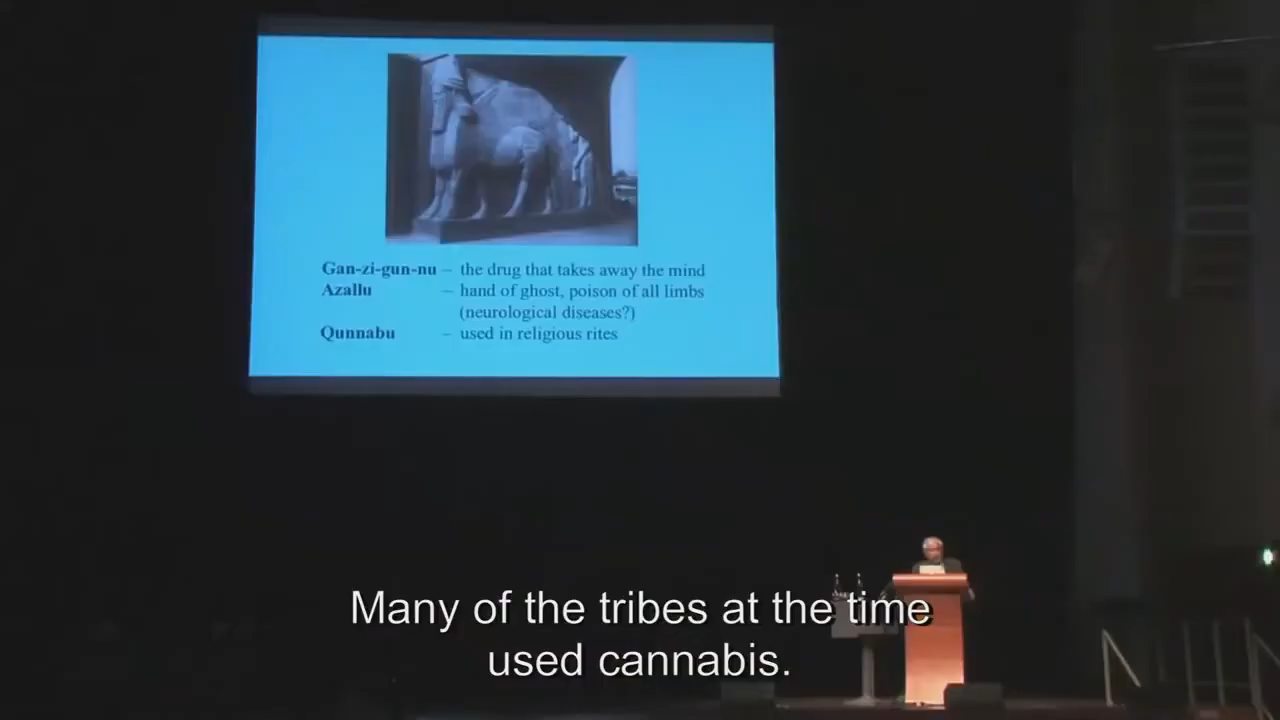 Gan-zi-gun-nu – the drug that takes away the mind
Azallu – hand of ghost, poison of all limbs
(neurological diseases?)
Qunnabu – used in religious rites
Many of the tribes at the time
used cannabis.